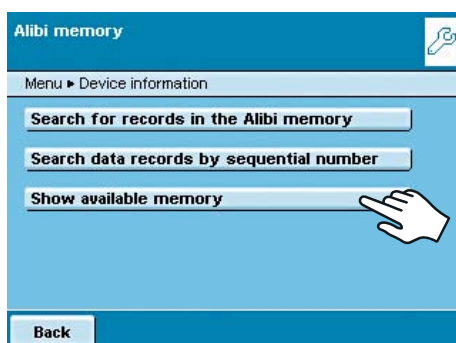 Alibi memory
Menu ▸ Device information
Search for records in the Alibi memory
Search data records by sequential number
Show available memory
Back